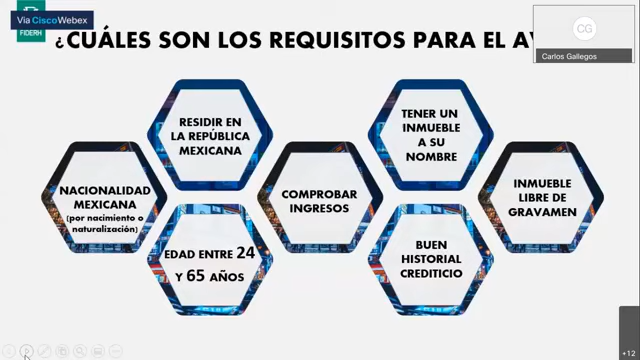 Via Cisco Webex
FIDERH
¿CUÁLES SON LOS REQUISITOS PARA EL
CG
Carlos Gallegos
NACIONALIDAD
MEXICANA
(por nacimiento o
naturalización)
RESIDIR EN
LA REPÚBLICA
MEXICANA
EDAD ENTRE 24
Y 65 AÑOS
COMPROBAR
INGRESOS
TENER UN
INMUEBLE
A SU
NOMBRE
BUEN
HISTORIAL
CREDITICIO
INMUEBLE
LIBRE DE
GRAVAMEN
+12